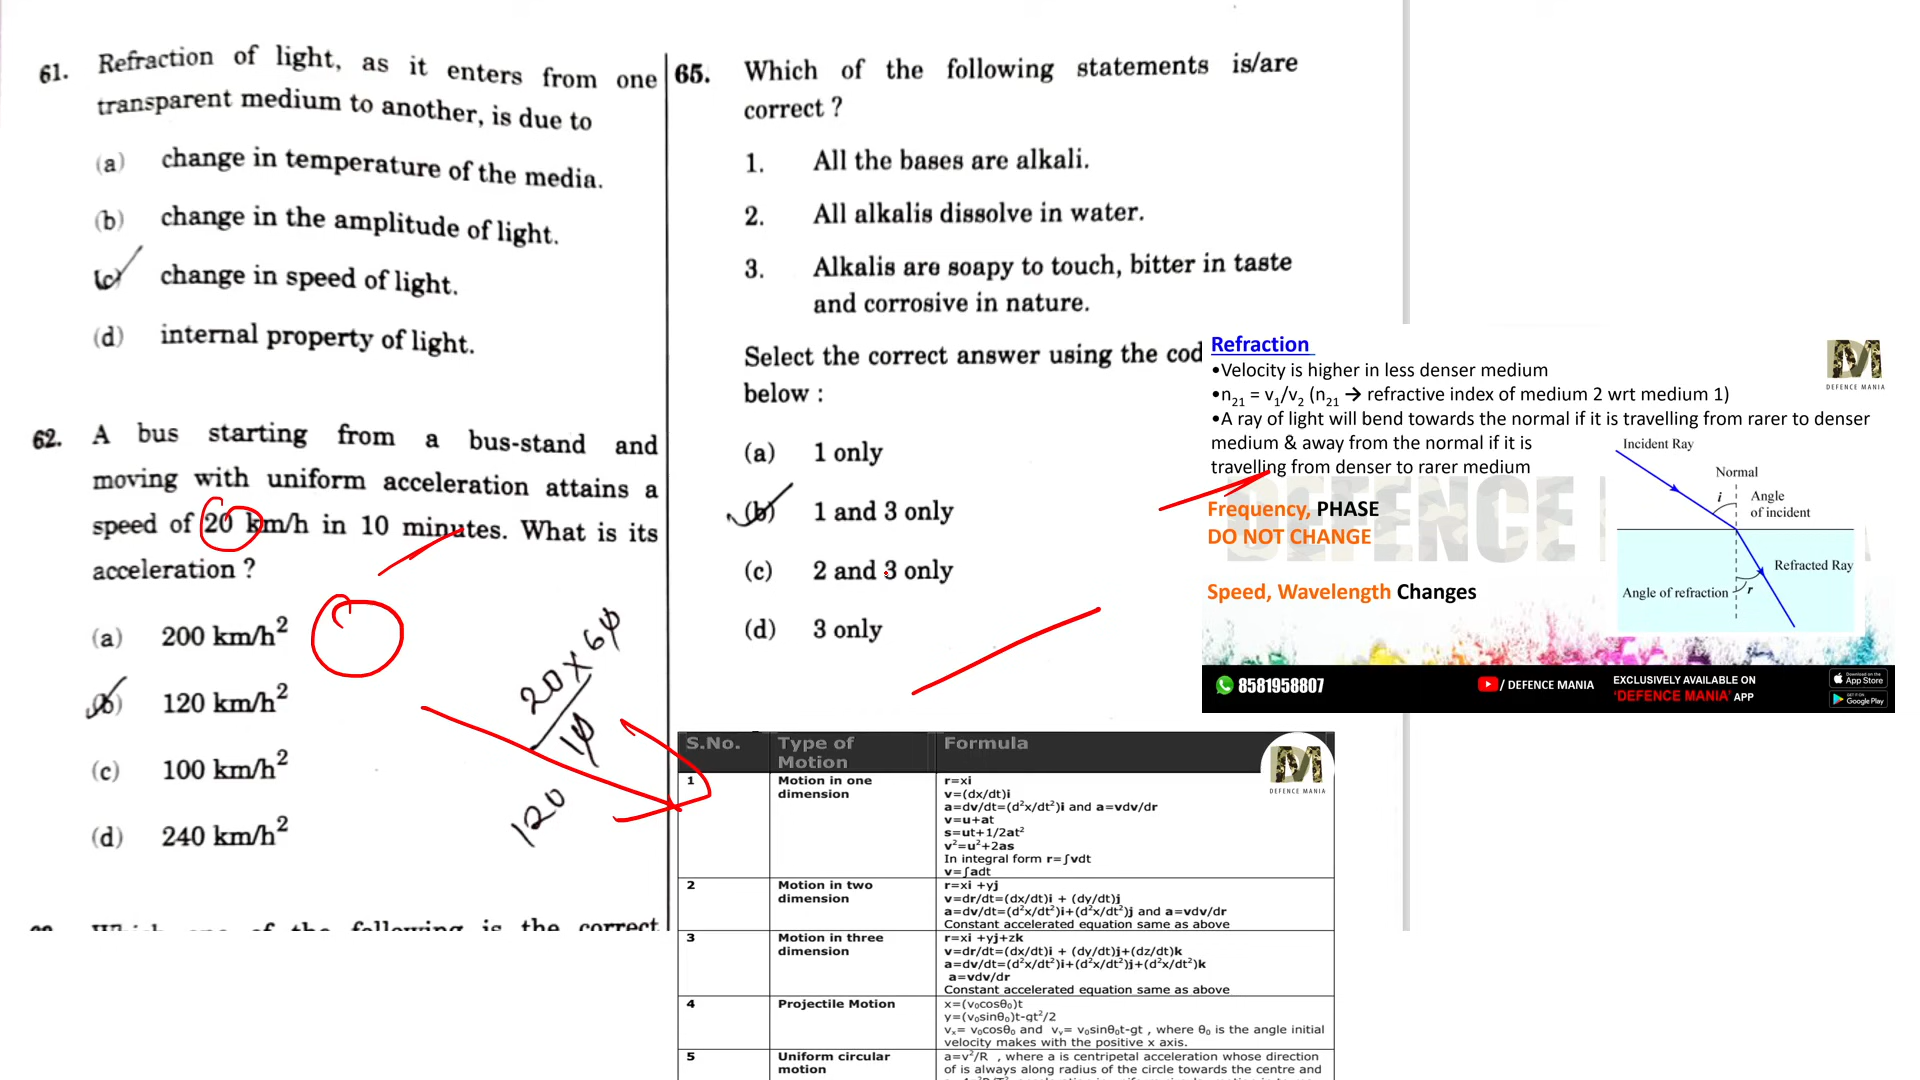 61. Refraction of light, as it enters from one
transparent medium to another, is due to
(a) change in temperature of the media.
(b) change in the amplitude of light.
(c) change in speed of light.
(d) internal property of light.
62. A bus starting from a bus-stand and
moving with uniform acceleration attains a
speed of 20 km/h in 10 minutes. What is its
acceleration ?
(a) 200 km/h²
(b) 120 km/h²
(c) 100 km/h²
(d) 240 km/h²
20 × 60
10
120
of the following is the correct
65. Which of the following statements is/are
correct ?
1. All the bases are alkali.
2. All alkalis dissolve in water.
3. Alkalis are soapy to touch, bitter in taste
and corrosive in nature.
Select the correct answer using the cod
below :
(a) 1 only
(b) 1 and 3 only
(c) 2 and 3 only
(d) 3 only
Refraction
•Velocity is higher in less denser medium
•n₂₁ = v₁/v₂ (n₂₁ → refractive index of medium 2 wrt medium 1)
•A ray of light will bend towards the normal if it is travelling from rarer to denser
medium & away from the normal if it is
travelling from denser to rarer medium
Frequency, PHASE
DO NOT CHANGE
Speed, Wavelength Changes
DEFENCE MANIA
DEFENCE
Incident Ray
Normal
i Angle
of incident
Refracted Ray
Angle of refraction r
8581958807
/ DEFENCE MANIA
EXCLUSIVELY AVAILABLE ON
'DEFENCE MANIA' APP
Download on the
App Store
GET IT ON
Google Play
S.No. Type of Motion Formula
DEFENCE MANIA
1 Motion in one dimension
r=xi
v=(dx/dt)i
a=dv/dt=(d²x/dt²)i and a=vdv/dr
v=u+at
s=ut+1/2at²
v²=u²+2as
In integral form r=∫vdt
v=∫adt
2 Motion in two dimension
r=xi +yj
v=dr/dt=(dx/dt)i + (dy/dt)j
a=dv/dt=(d²x/dt²)i+(d²x/dt²)j and a=vdv/dr
Constant accelerated equation same as above
3 Motion in three dimension
r=xi +yj+zk
v=dr/dt=(dx/dt)i + (dy/dt)j+(dz/dt)k
a=dv/dt=(d²x/dt²)i+(d²x/dt²)j+(d²x/dt²)k
a=vdv/dr
Constant accelerated equation same as above
4 Projectile Motion
x=(v₀cosθ₀)t
y=(v₀sinθ₀)t-gt²/2
vₓ= v₀cosθ₀ and vᵧ= v₀sinθ₀t-gt , where θ₀ is the angle initial
velocity makes with the positive x axis.
5 Uniform circular motion
a=v²/R , where a is centripetal acceleration whose direction
of is always along radius of the circle towards the centre and